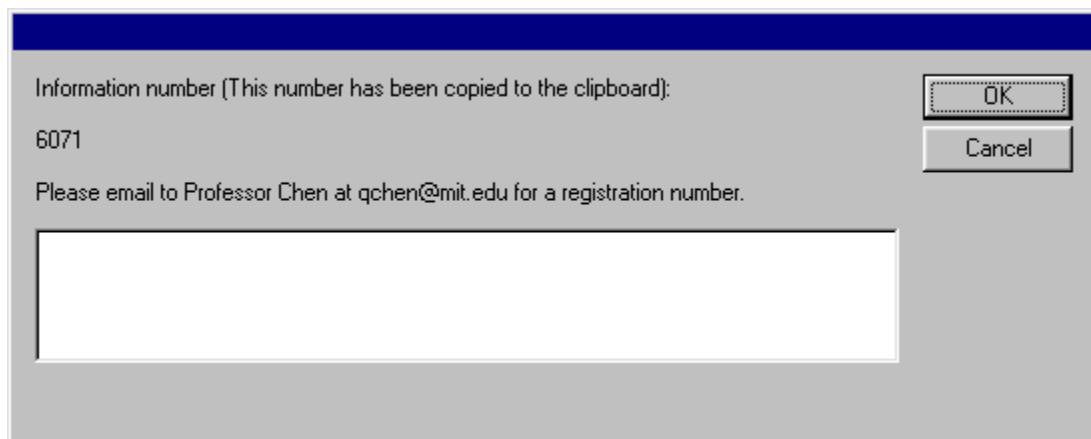 Information number (This number has been copied to the clipboard):
OK
6071
Cancel
Please email to Professor Chen at qchen@mit.edu for a registration number.